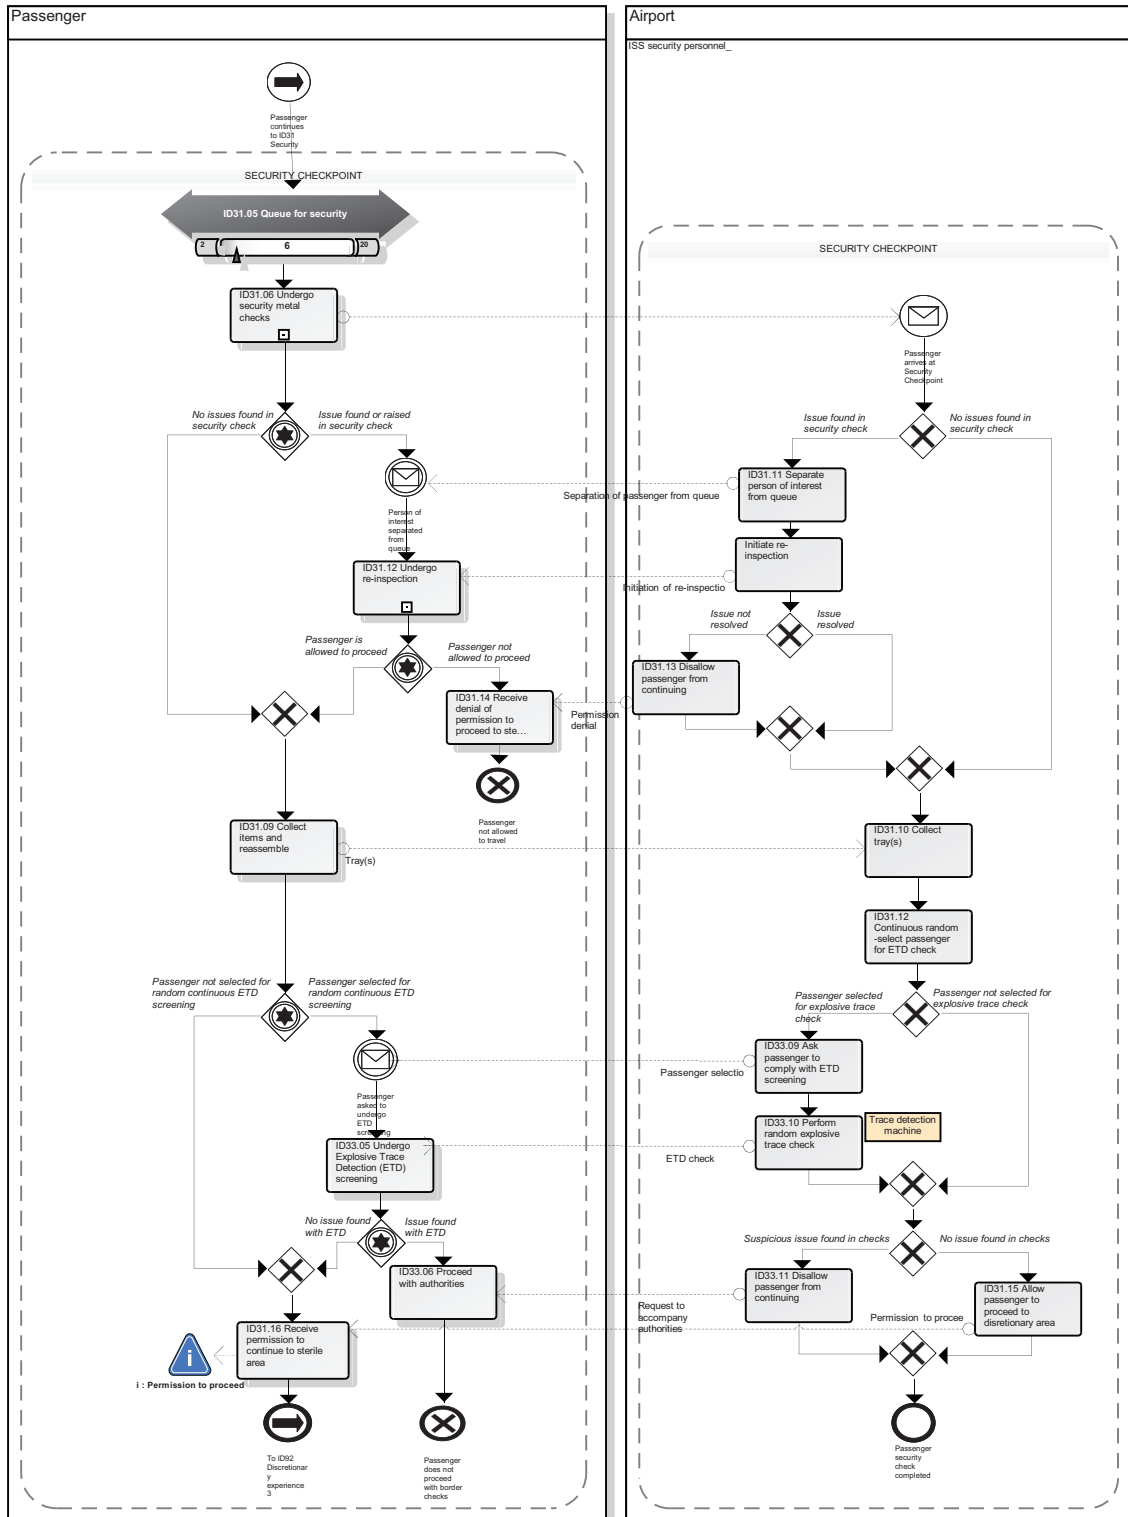 Passenger
Airport
ISS security personnel_
Passenger
continues
to ID31
Security
SECURITY CHECKPOINT
ID31.05 Queue for security
2
6
20
ID31.06 Undergo
security metal
checks
No issues found in
security check
Issue found or raised
in security check
Person of
interest
separated
from
queue
ID31.12 Undergo
re-inspection
Passenger is
allowed to proceed
Passenger not
allowed to proceed
ID31.14 Receive
denial of
permission to
proceed to ste...
Passenger
not allowed
to travel
ID31.09 Collect
items and
reassemble
Tray(s)
Passenger not selected for
random continuous ETD
screening
Passenger selected for
random continuous ETD
screening
Passenger
asked to
undergo
ETD
screening
ID33.05 Undergo
Explosive Trace
Detection (ETD)
screening
No issue found
with ETD
Issue found
with ETD
ID33.06 Proceed
with authorities
ID31.16 Receive
permission to
continue to sterile
area
i
i : Permission to proceed
To ID92
Discretionar
y
experience
3
Passenger
does not
proceed
with border
checks
SECURITY CHECKPOINT
Passenger
arrives at
Security
Checkpoint
Issue found in
security check
No issues found in
security check
ID31.11 Separate
person of interest
from queue
Separation of passenger from queue
Initiate re-
inspection
Initiation of re-inspectio
Issue not
resolved
Issue
resolved
ID31.13 Disallow
passenger from
continuing
Permission
denial
ID31.10 Collect
tray(s)
ID31.12
Continuous random
-select passenger
for ETD check
Passenger selected
for explosive trace
check
Passenger not selected for
explosive trace check
ID33.09 Ask
passenger to
comply with ETD
screening
Passenger selectio
ID33.10 Perform
random explosive
trace check
Trace detection
machine
ETD check
Suspicious issue found in checks
No issue found in checks
ID33.11 Disallow
passenger from
continuing
Request to
accompany
authorities
ID31.15 Allow
passenger to
proceed to
disretionary area
Permission to procee
Passenger
security
check
completed